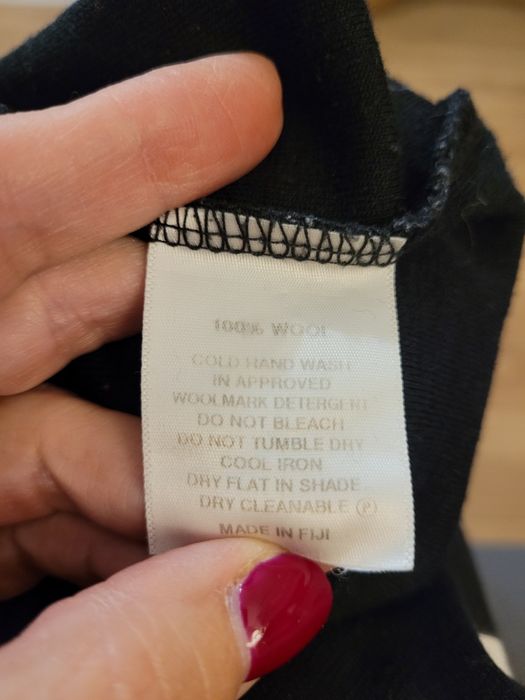 100% WOOL
COLD HAND WASH
IN APPROVED
WOOLMARK DETERGENT
DO NOT BLEACH
DO NOT TUMBLE DRY
COOL IRON
DRY FLAT IN SHADE
DRY CLEANABLE Ⓟ
MADE IN FIJI